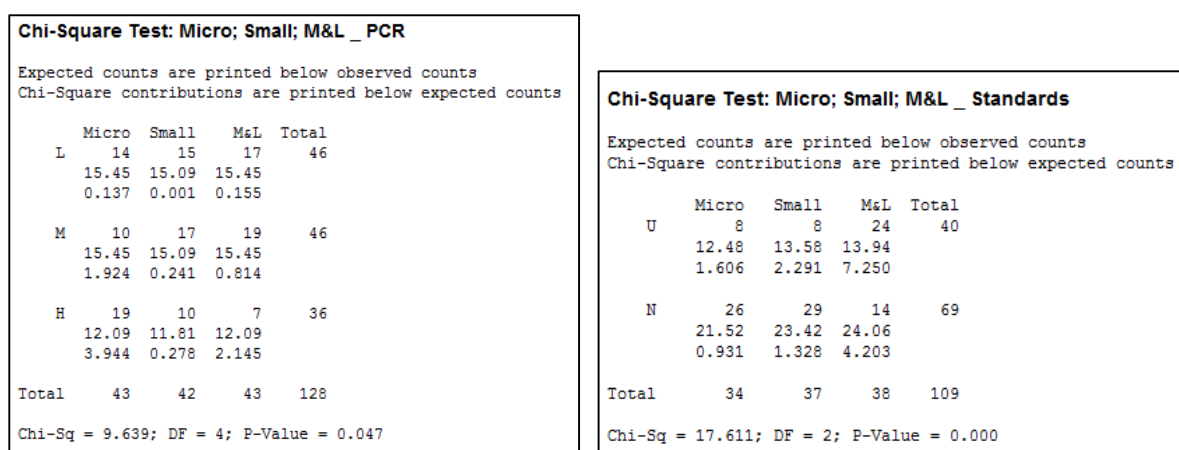 Chi-Square Test: Micro; Small; M&L _ PCR
Expected counts are printed below observed counts
Chi-Square contributions are printed below expected counts
Micro Small M&L Total
L 14 15 17 46
15.45 15.09 15.45
0.137 0.001 0.155
M 10 17 19 46
15.45 15.09 15.45
1.924 0.241 0.814
H 19 10 7 36
12.09 11.81 12.09
3.944 0.278 2.145
Total 43 42 43 128
Chi-Sq = 9.639; DF = 4; P-Value = 0.047
Chi-Square Test: Micro; Small; M&L _ Standards
Expected counts are printed below observed counts
Chi-Square contributions are printed below expected counts
Micro Small M&L Total
U 8 8 24 40
12.48 13.58 13.94
1.606 2.291 7.250
N 26 29 14 69
21.52 23.42 24.06
0.931 1.328 4.203
Total 34 37 38 109
Chi-Sq = 17.611; DF = 2; P-Value = 0.000